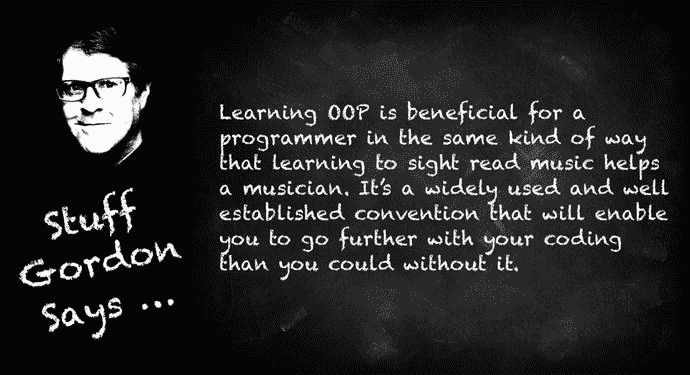 Stuff
Gordon
Says ...
Learning OOP is beneficial for a
programmer in the same kind of way
that learning to sight read music helps
a musician. It's a widely used and well
established convention that will enable
you to go further with your coding
than you could without it.